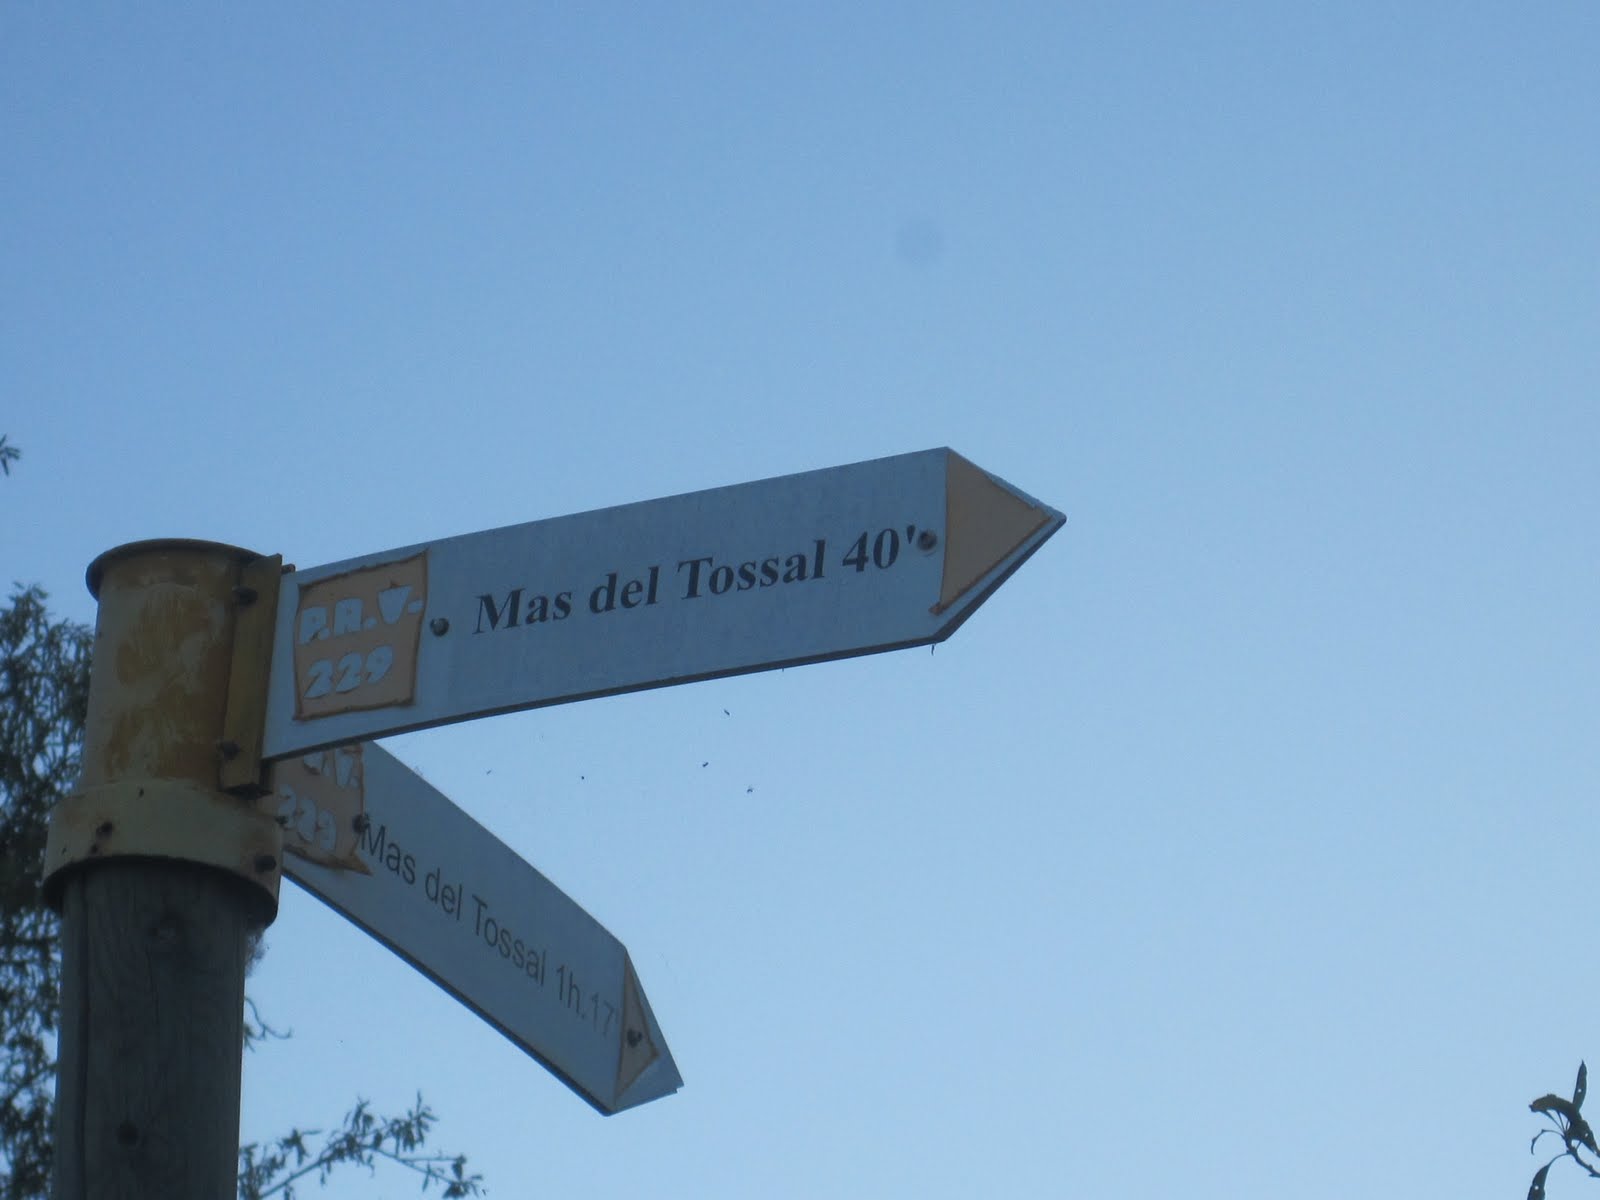 P.R.V.
229
Mas del Tossal 40'
.V.
229
Mas del Tossal 1h.17'